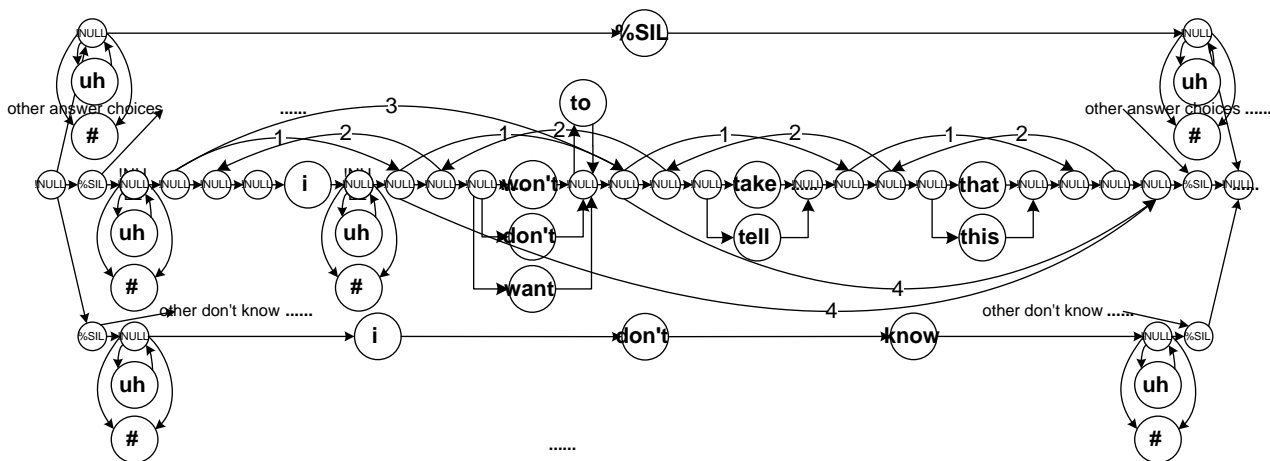 !NULL %SIL !NULL
uh uh
to
other answer choices ...... 3 other answer choices ......
# #
1 2 1 2 1 2 1 2
!NULL %SIL !NULL !NULL !NULL !NULL i !NULL !NULL !NULL !NULL won't !NULL !NULL !NULL !NULL take !NULL !NULL !NULL !NULL that !NULL !NULL !NULL !NULL %SIL !NULL ......
uh uh don't tell this
# # want 4
other don't know ...... 4 other don't know ......
%SIL !NULL i don't know !NULL %SIL
uh uh
# #
......